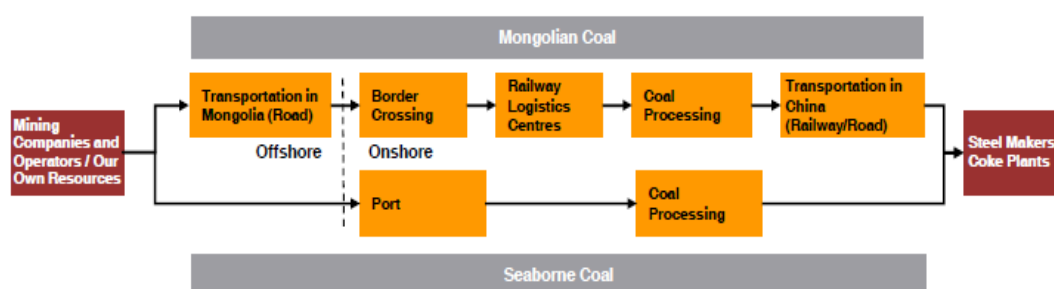 Mongolian Coal
Mining
Companies and
Operators / Our
Own Resources
Transportation in
Mongolia (Road)
Border
Crossing
Railway
Logistics
Centres
Coal
Processing
Transportation in
China
(Railway/Road)
Offshore
Onshore
Steel Makers
Coke Plants
Port
Coal
Processing
Seaborne Coal